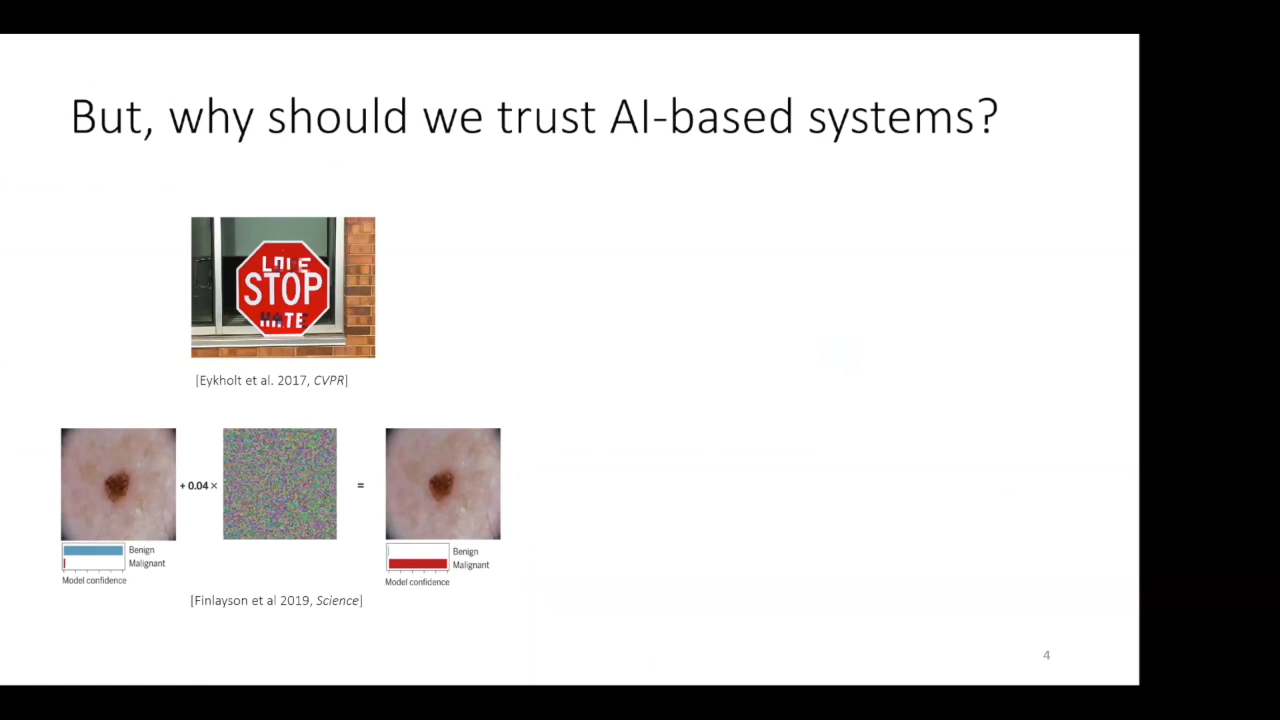 But, why should we trust AI-based systems?
STOP
HATE
[Eykholt et al. 2017, CVPR]
+ 0.04 ×
=
Benign
Malignant
Model confidence
Benign
Malignant
Model confidence
[Finlayson et al 2019, Science]
4